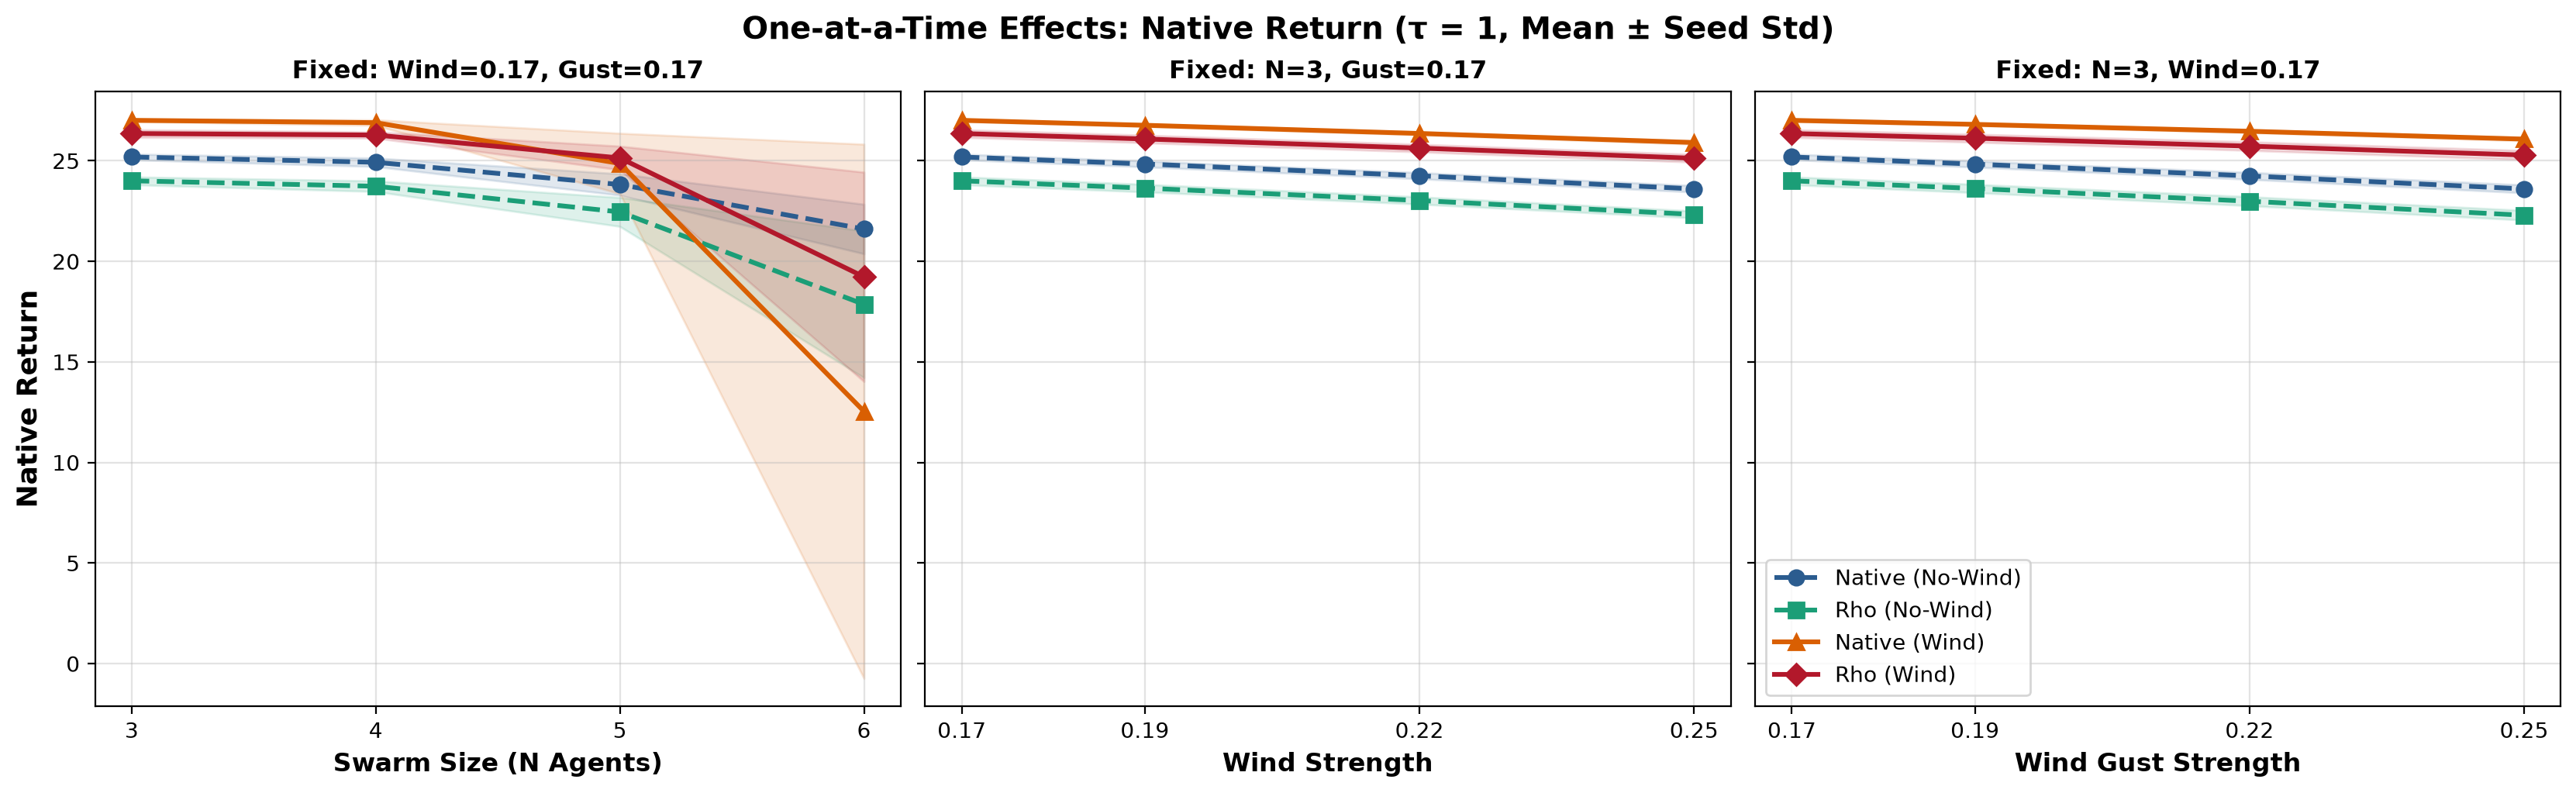 One-at-a-Time Effects: Native Return (τ = 1, Mean ± Seed Std)
Fixed: Wind=0.17, Gust=0.17
Fixed: N=3, Gust=0.17
Fixed: N=3, Wind=0.17
Native Return
25
20
15
10
5
0
3 4 5 6
Swarm Size (N Agents)
0.17 0.19 0.22 0.25
Wind Strength
Native (No-Wind)
Rho (No-Wind)
Native (Wind)
Rho (Wind)
0.17 0.19 0.22 0.25
Wind Gust Strength